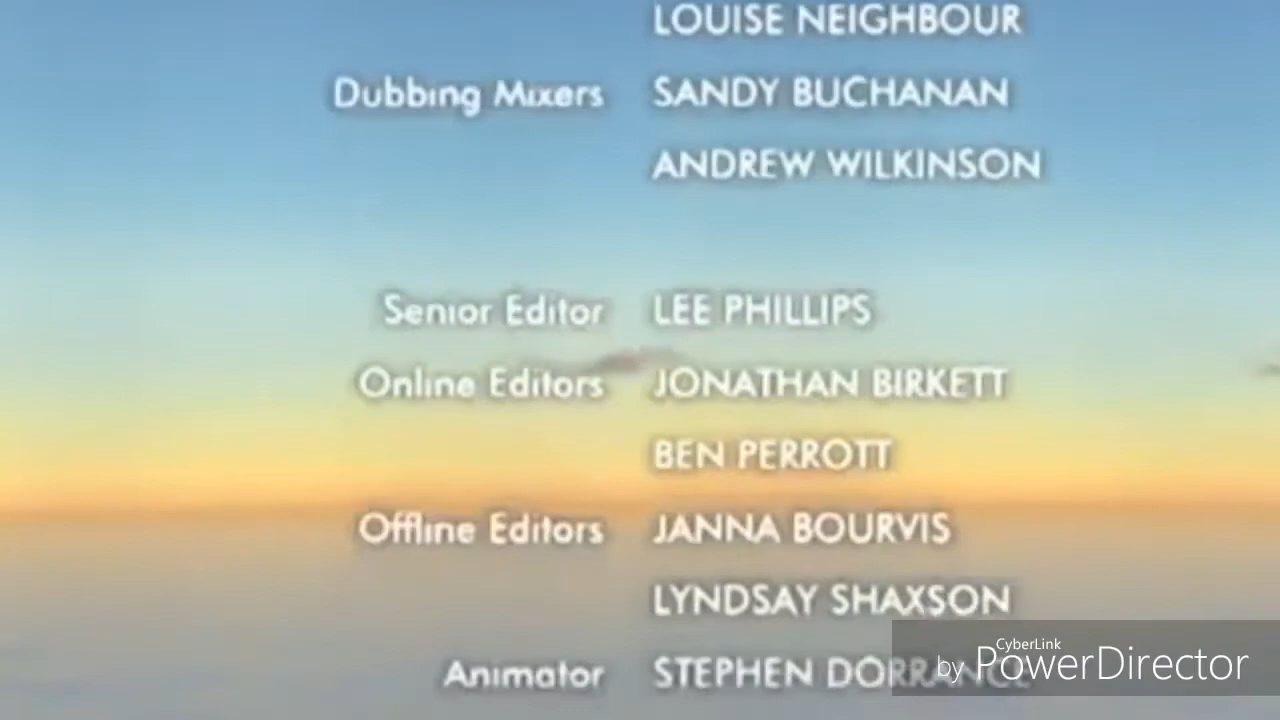 LOUISE NEIGHBOUR
Dubbing Mixers SANDY BUCHANAN
ANDREW WILKINSON
Senior Editor LEE PHILLIPS
Online Editors JONATHAN BIRKETT
BEN PERROTT
Offline Editors JANNA BOURVIS
LYNDSAY SHAXSON
Animator STEPHEN DORRANCE
CyberLink
by PowerDirector